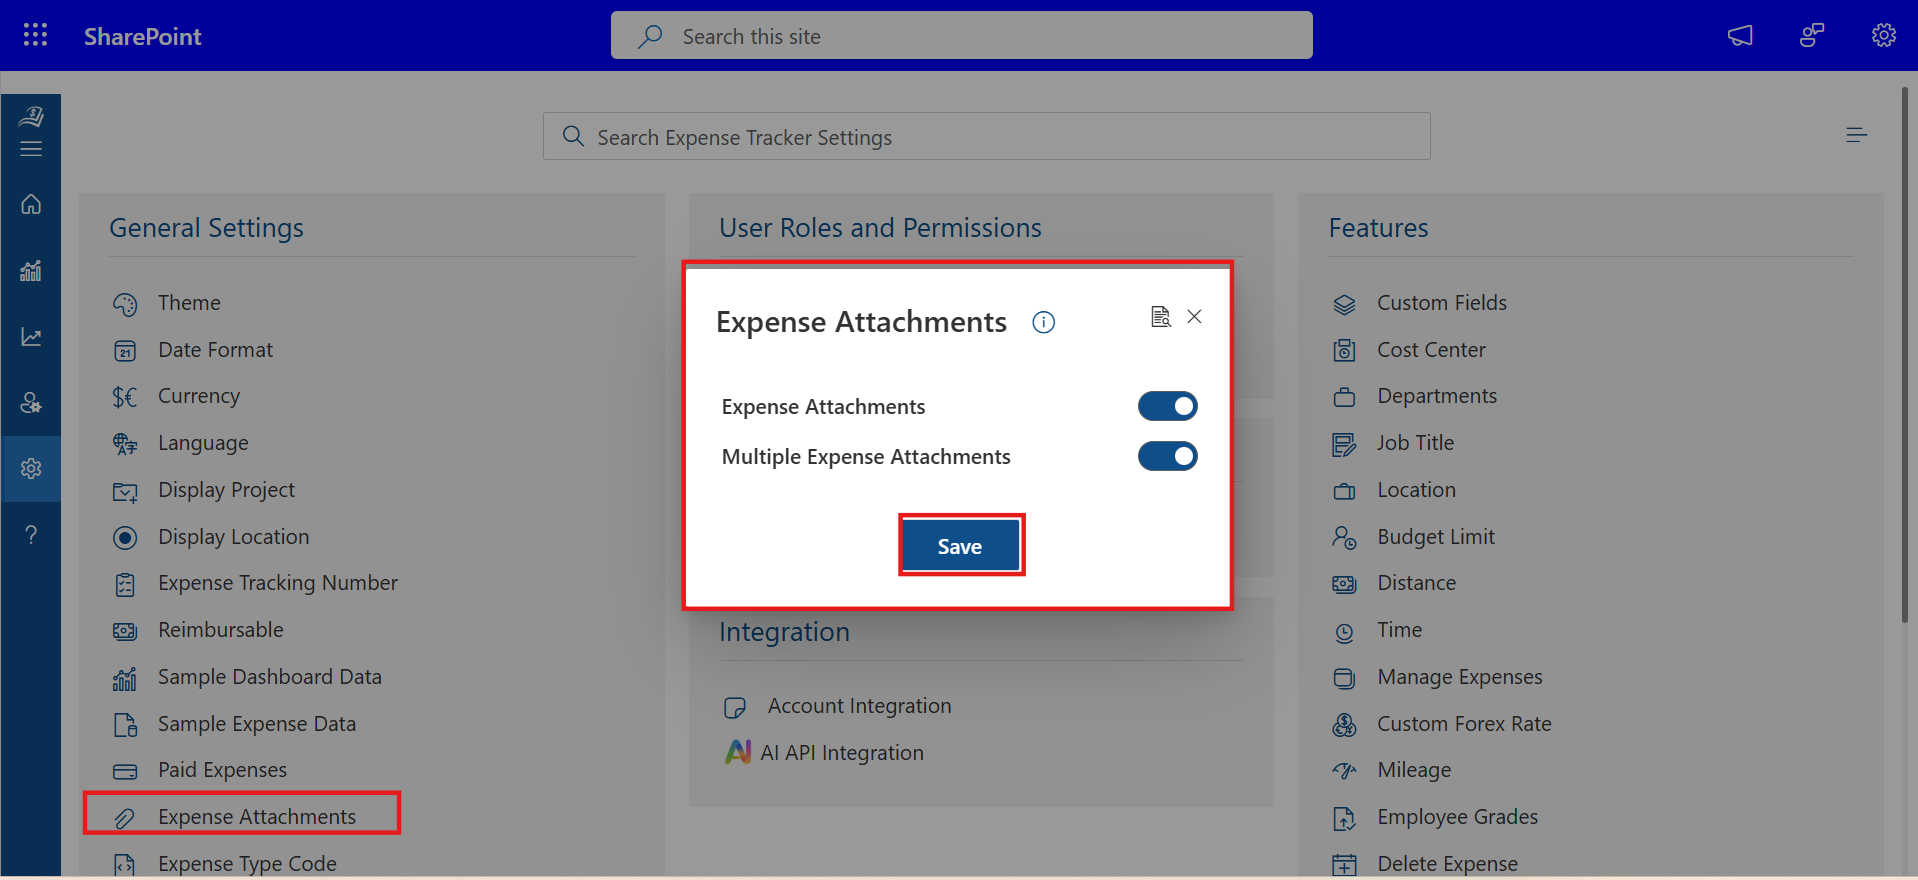 SharePoint
Search this site
Search Expense Tracker Settings
General Settings
Theme
21
Date Format
Currency
Language
Display Project
Display Location
Expense Tracking Number
Reimbursable
Sample Dashboard Data
Sample Expense Data
Paid Expenses
Expense Attachments
Expense Type Code
User Roles and Permissions
Expense Attachments
Expense Attachments
Multiple Expense Attachments
Save
Integration
Account Integration
AI AI API Integration
Features
Custom Fields
Cost Center
Departments
Job Title
Location
Budget Limit
Distance
Time
Manage Expenses
Custom Forex Rate
Mileage
Employee Grades
Delete Expense